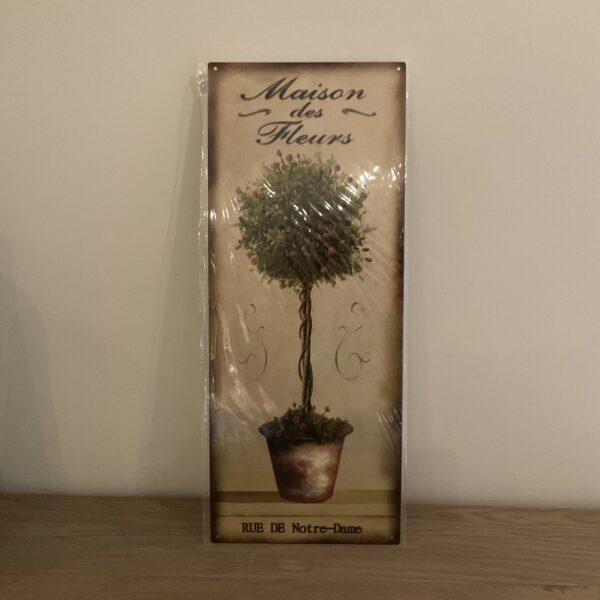 Maison
des
Fleurs
RUE DE Notre-Dame